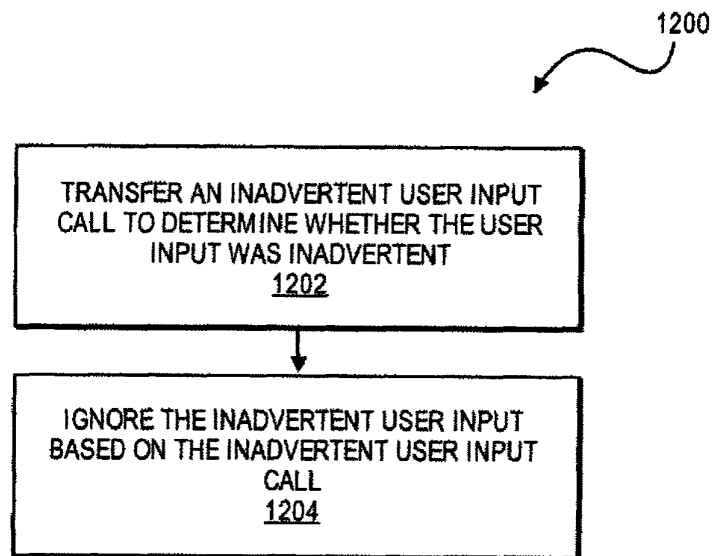 1200
TRANSFER AN INADVERTENT USER INPUT
CALL TO DETERMINE WHETHER THE USER
INPUT WAS INADVERTENT
1202
IGNORE THE INADVERTENT USER INPUT
BASED ON THE INADVERTENT USER INPUT
CALL
1204